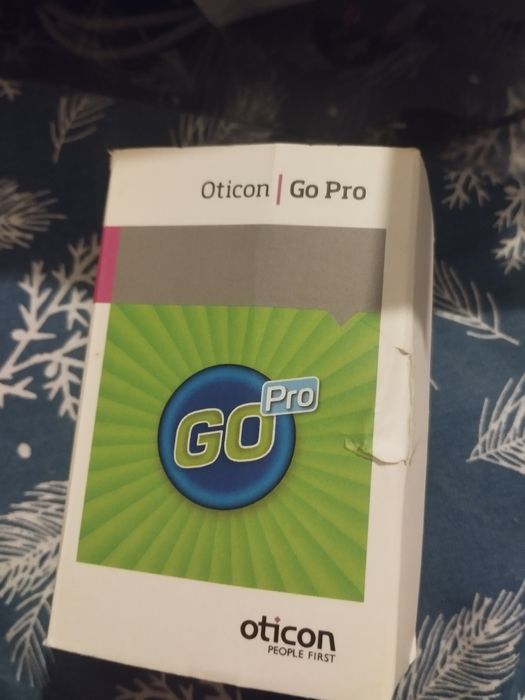 Oticon | Go Pro
GO Pro
oticon
PEOPLE FIRST